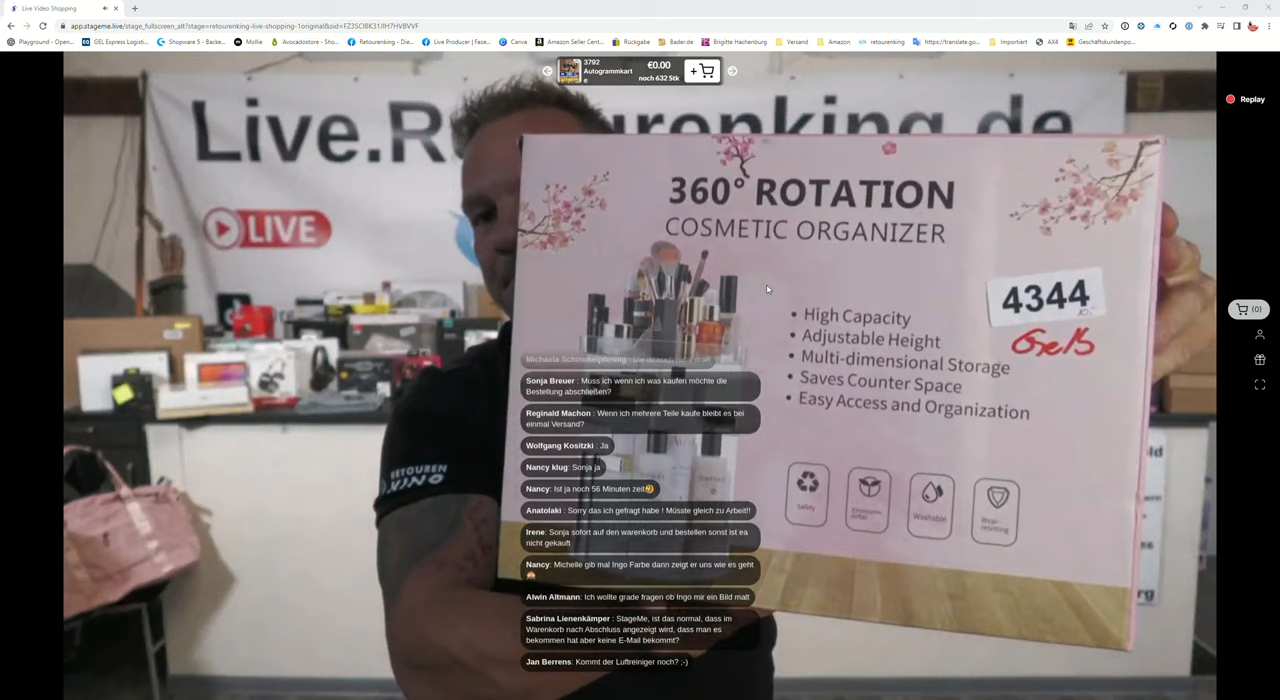 Live Video Shopping
app.stageme.live/stage_fullscreen_alt?stage=retourenking-live-shopping-1original&sid=FZ3SCIBK31JIH7HVBVVF
Playground - Open...
GEL Express Logisti...
Shopware 5 - Backe...
Mollie
Avocadostore - Sho...
Retourenking - Die...
Live Producer | Face...
Canva
Amazon Seller Cent...
Rückgabe
Bader.de
Brigitte Hachenburg
Versand
Amazon
retourenking
https://translate.go...
Importiert
AX4
Geschäftskundenpo...
3792
Autogrammkart
e
€0.00
noch 632 Stk
+
Replay
(0)
LIVE
360° ROTATION
COSMETIC ORGANIZER
4344
Gelb
• High Capacity
• Adjustable Height
• Multi-dimensional Storage
• Saves Counter Space
• Easy Access and Organization
Safety
Washable
RETOUREN
KING
Sonja Breuer : Muss ich wenn ich was kaufen möchte die
Bestellung abschließen?
Reginald Machon : Wenn ich mehrere Teile kaufe bleibt es bei
einmal Versand?
Wolfgang Kositzki : Ja
Nancy klug: Sonja ja
Nancy: Ist ja noch 56 Minuten zeit🤣
Anatolaki : Sorry das ich gefragt habe ! Müsste gleich zu Arbeit!!
Irene: Sonja sofort auf den warenkorb und bestellen sonst ist ea
nicht gekauft
Nancy: Michelle gib mal Ingo Farbe dann zeigt er uns wie es geht
Alwin Altmann: Ich wollte grade fragen ob Ingo mir ein Bild malt
Sabrina Lienenkämper : StageMe, ist das normal, dass im
Warenkorb nach Abschluss angezeigt wird, dass man es
bekommen hat aber keine E-Mail bekommt?
Jan Berrens: Kommt der Luftreiniger noch? ;-)